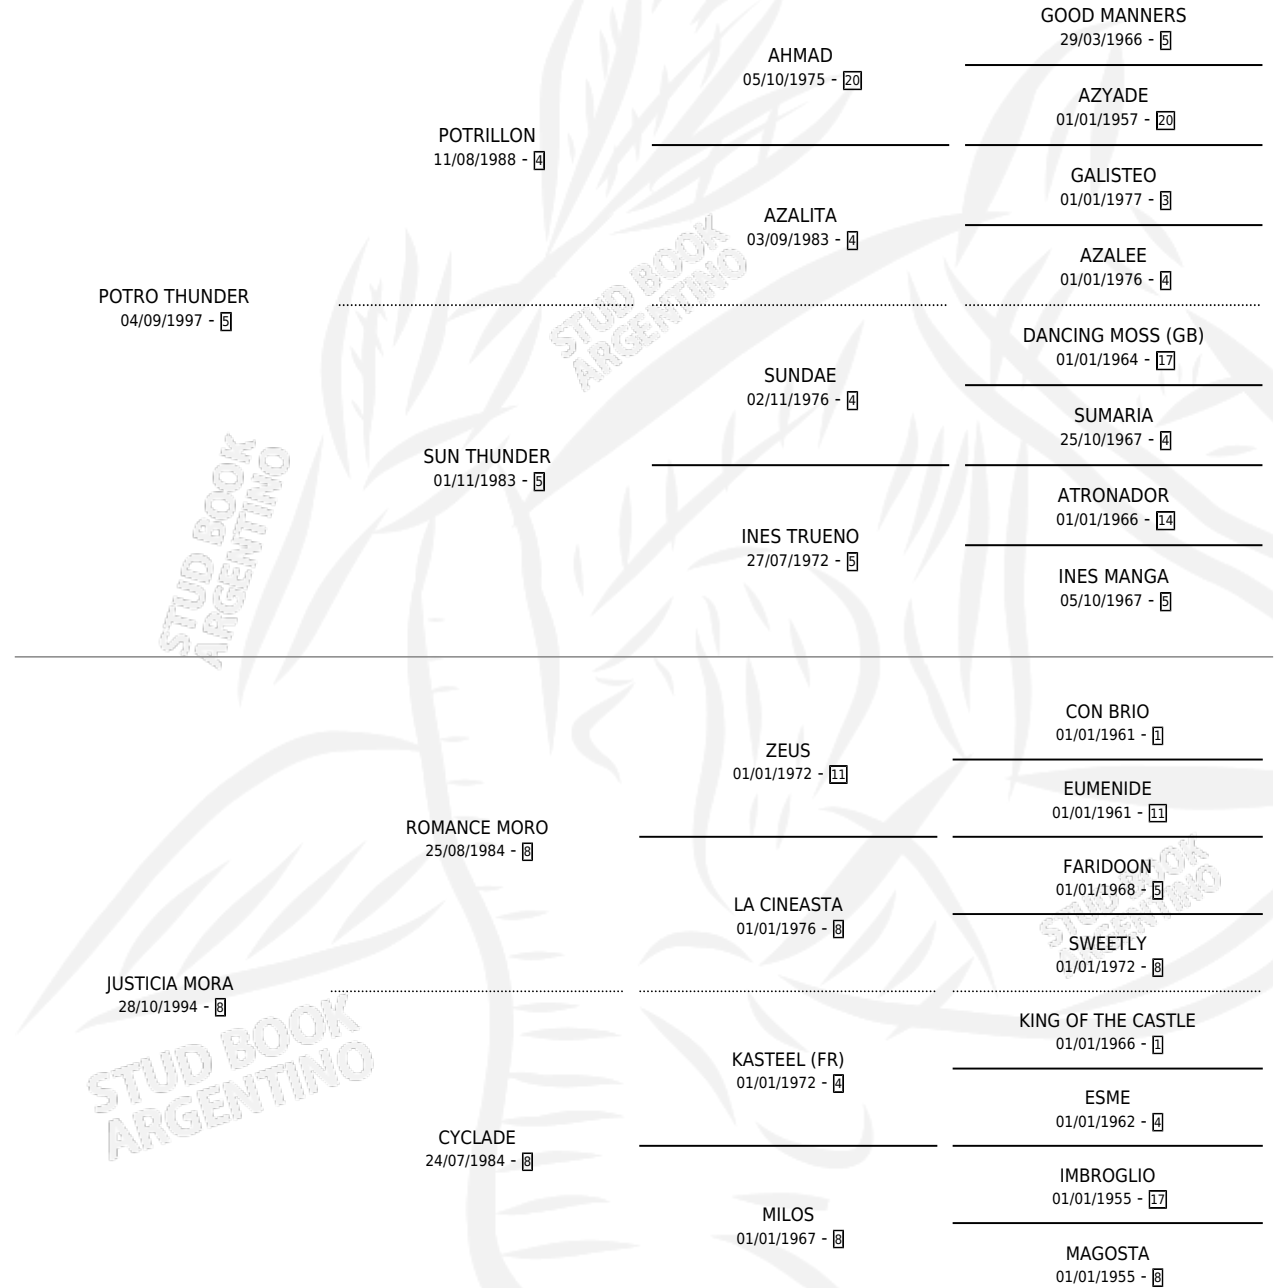 GOOD MANNERS
29/03/1966 - 5
AHMAD
05/10/1975 - 20
AZYADE
01/01/1957 - 20
POTRILLON
11/08/1988 - 4
GALISTEO
01/01/1977 - 3
AZALITA
03/09/1983 - 4
AZALEE
01/01/1976 - 4
POTRO THUNDER
04/09/1997 - 5
DANCING MOSS (GB)
01/01/1964 - 17
SUNDAE
02/11/1976 - 4
SUMARIA
25/10/1967 - 4
SUN THUNDER
01/11/1983 - 5
ATRONADOR
01/01/1966 - 14
INES TRUENO
27/07/1972 - 5
INES MANGA
05/10/1967 - 5
STUD BOOK
ARGENTINO
STUD BOOK
ARGENTINO
CON BRIO
01/01/1961 - 1
ZEUS
01/01/1972 - 11
EUMENIDE
01/01/1961 - 11
ROMANCE MORO
25/08/1984 - 8
FARIDOON
01/01/1968 - 5
LA CINEASTA
01/01/1976 - 8
SWEETLY
01/01/1972 - 8
JUSTICIA MORA
28/10/1994 - 8
KING OF THE CASTLE
01/01/1966 - 1
KASTEEL (FR)
01/01/1972 - 4
ESME
01/01/1962 - 4
CYCLADE
24/07/1984 - 8
IMBROGLIO
01/01/1955 - 17
MILOS
01/01/1967 - 8
MAGOSTA
01/01/1955 - 8
STUD BOOK
ARGENTINO
STUD BOOK
ARGENTINO